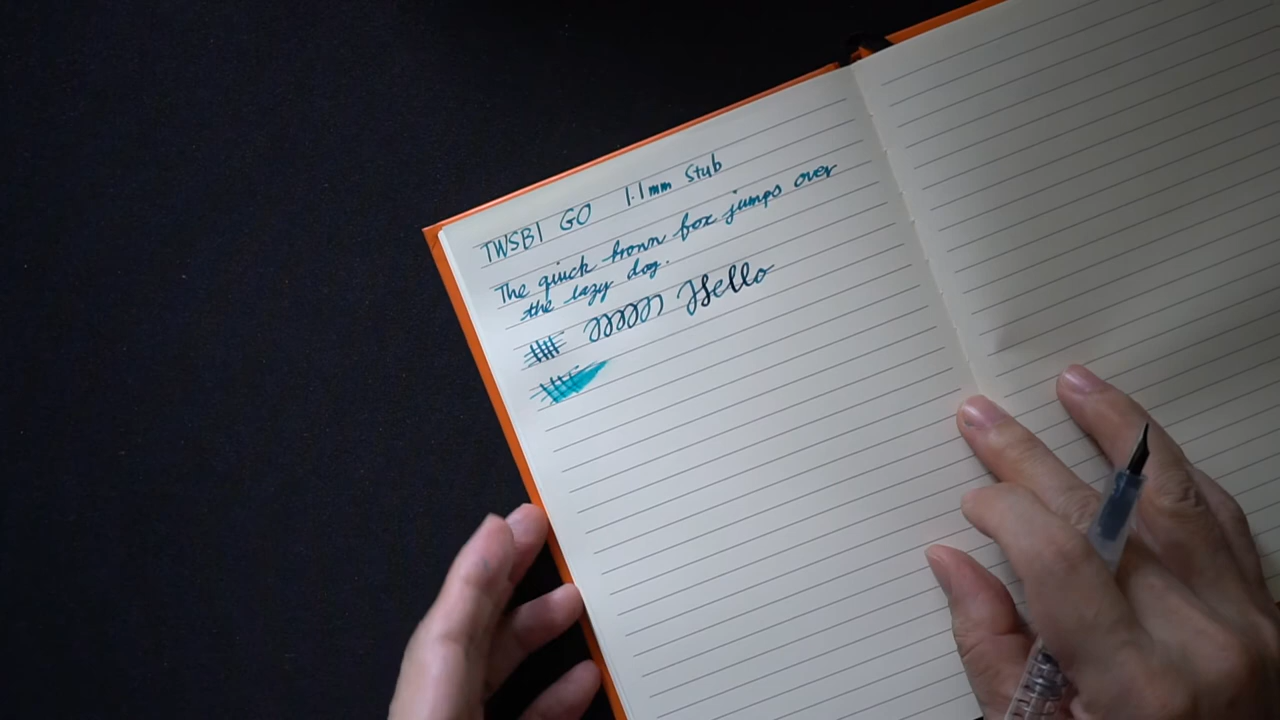 TWSBI GO 1.1mm Stub
The quick brown fox jumps over
the lazy dog.
Hello